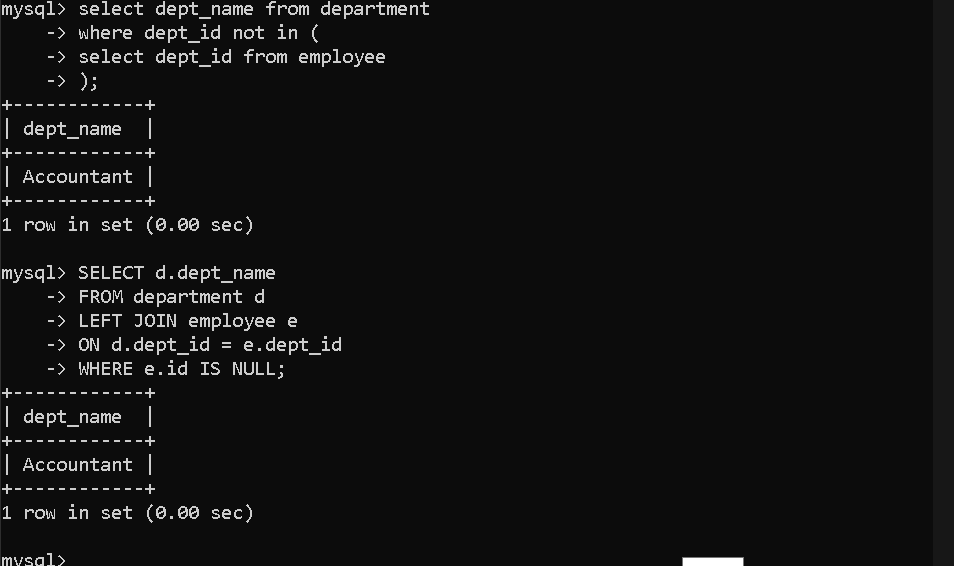 mysql> select dept_name from department
    -> where dept_id not in (
    -> select dept_id from employee
    -> );
+------------+
| dept_name  |
+------------+
| Accountant |
+------------+
1 row in set (0.00 sec)

mysql> SELECT d.dept_name
    -> FROM department d
    -> LEFT JOIN employee e
    -> ON d.dept_id = e.dept_id
    -> WHERE e.id IS NULL;
+------------+
| dept_name  |
+------------+
| Accountant |
+------------+
1 row in set (0.00 sec)

mysql>